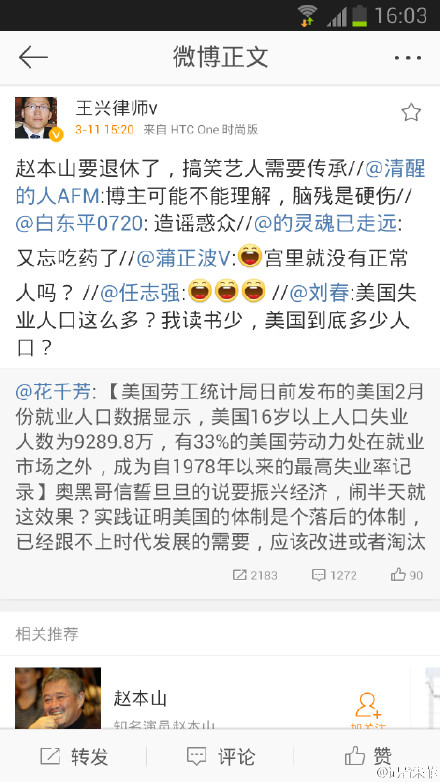 16:03
微博正文
王兴律师v
3-11 15:20 来自 HTC One 时尚版
赵本山要退休了，搞笑艺人需要传承//@清醒
的人AFM:博主可能不能理解，脑残是硬伤//
@白东平0720: 造谣惑众//@的灵魂已走远:
又忘吃药了//@蒲正波V:😄宫里就没有正常
人吗？ //@任志强:😄😄😄 //@刘春:美国失
业人口这么多？我读书少，美国到底多少人
口？
@花千芳: 【美国劳工统计局日前发布的美国2月
份就业人口数据显示，美国16岁以上人口失业
人数为9289.8万，有33%的美国劳动力处在就业
市场之外，成为自1978年以来的最高失业率记
录】奥黑哥信誓旦旦的说要振兴经济，闹半天就
这效果？实践证明美国的体制是个落后的体制，
已经跟不上时代发展的需要，应该改进或者淘汰
2183 1272 90
相关推荐
赵本山
知名演员赵本山
加关注
转发 评论 赞